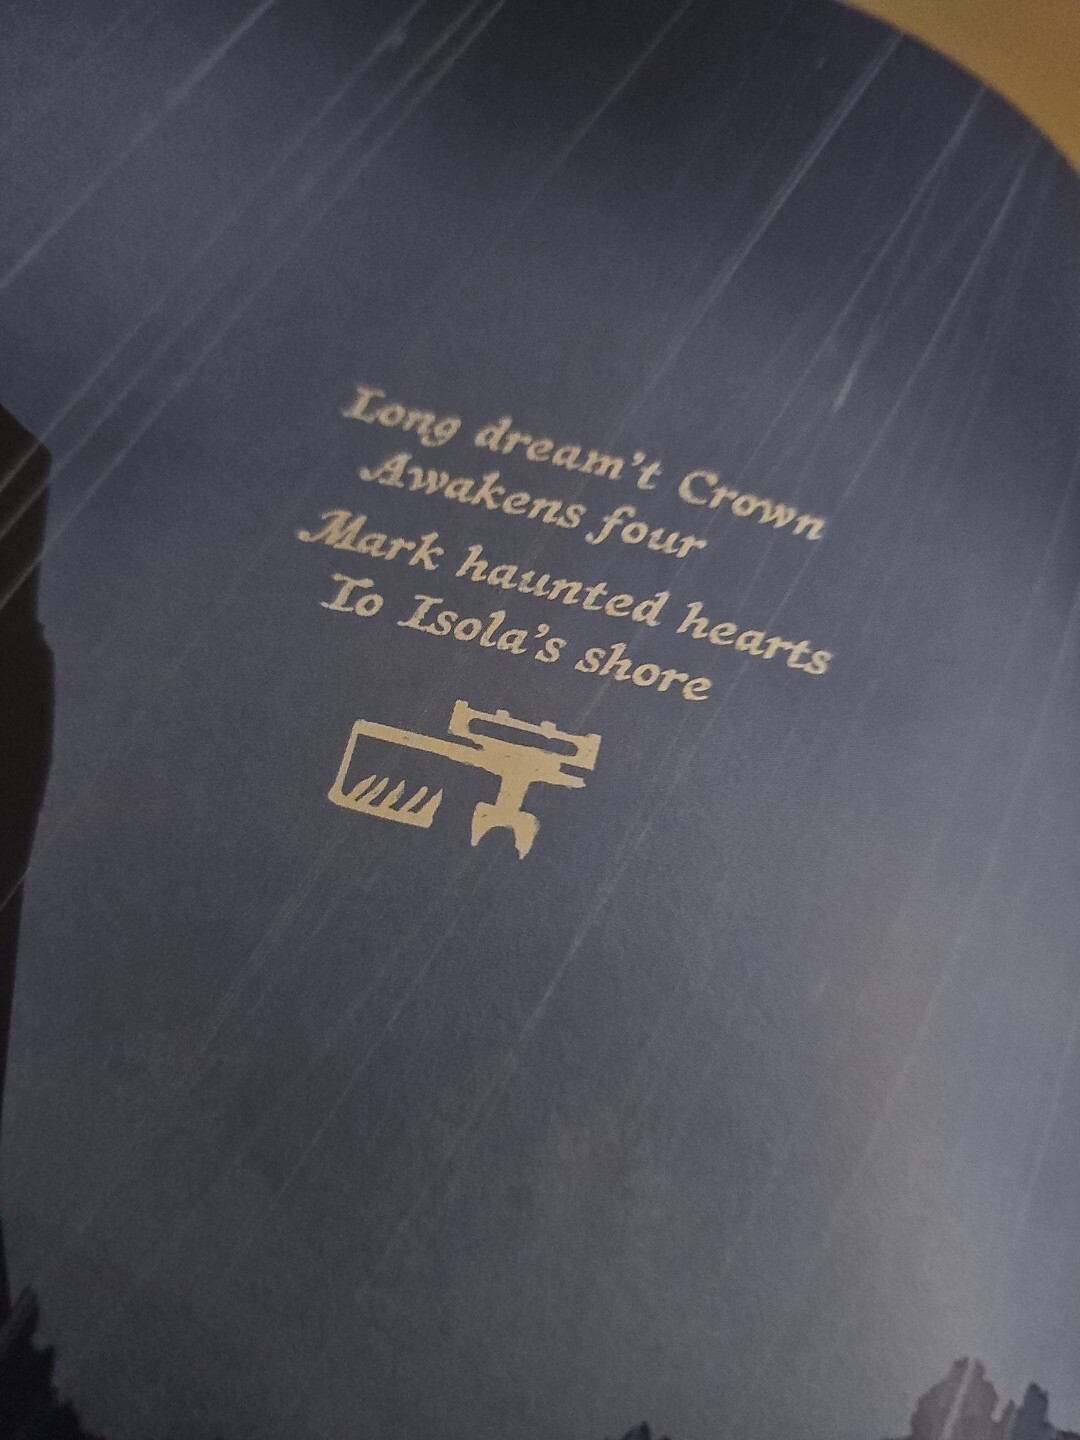 Long dream't Crown
Awakens four
Mark haunted hearts
To Isola's shore